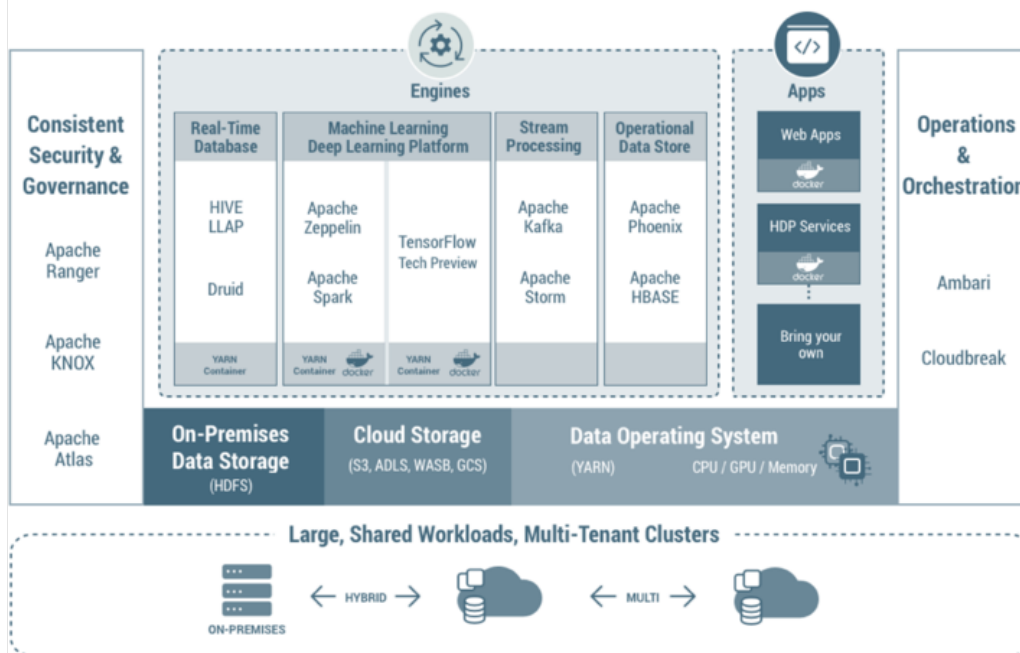 Consistent
Security &
Governance
Apache
Ranger
Apache
KNOX
Apache
Atlas
Engines
Real-Time
Database
HIVE
LLAP
Druid
YARN
Container
Machine Learning
Deep Learning Platform
Apache
Zeppelin
Apache
Spark
YARN
Container
docker
TensorFlow
Tech Preview
YARN
Container
docker
Stream
Processing
Apache
Kafka
Apache
Storm
Operational
Data Store
Apache
Phoenix
Apache
HBASE
</>
Apps
Web Apps
docker
HDP Services
docker
Bring your
own
Operations
&
Orchestration
Ambari
Cloudbreak
On-Premises
Data Storage
(HDFS)
Cloud Storage
(S3, ADLS, WASB, GCS)
Data Operating System
(YARN)
CPU / GPU / Memory
Large, Shared Workloads, Multi-Tenant Clusters
ON-PREMISES
HYBRID
MULTI